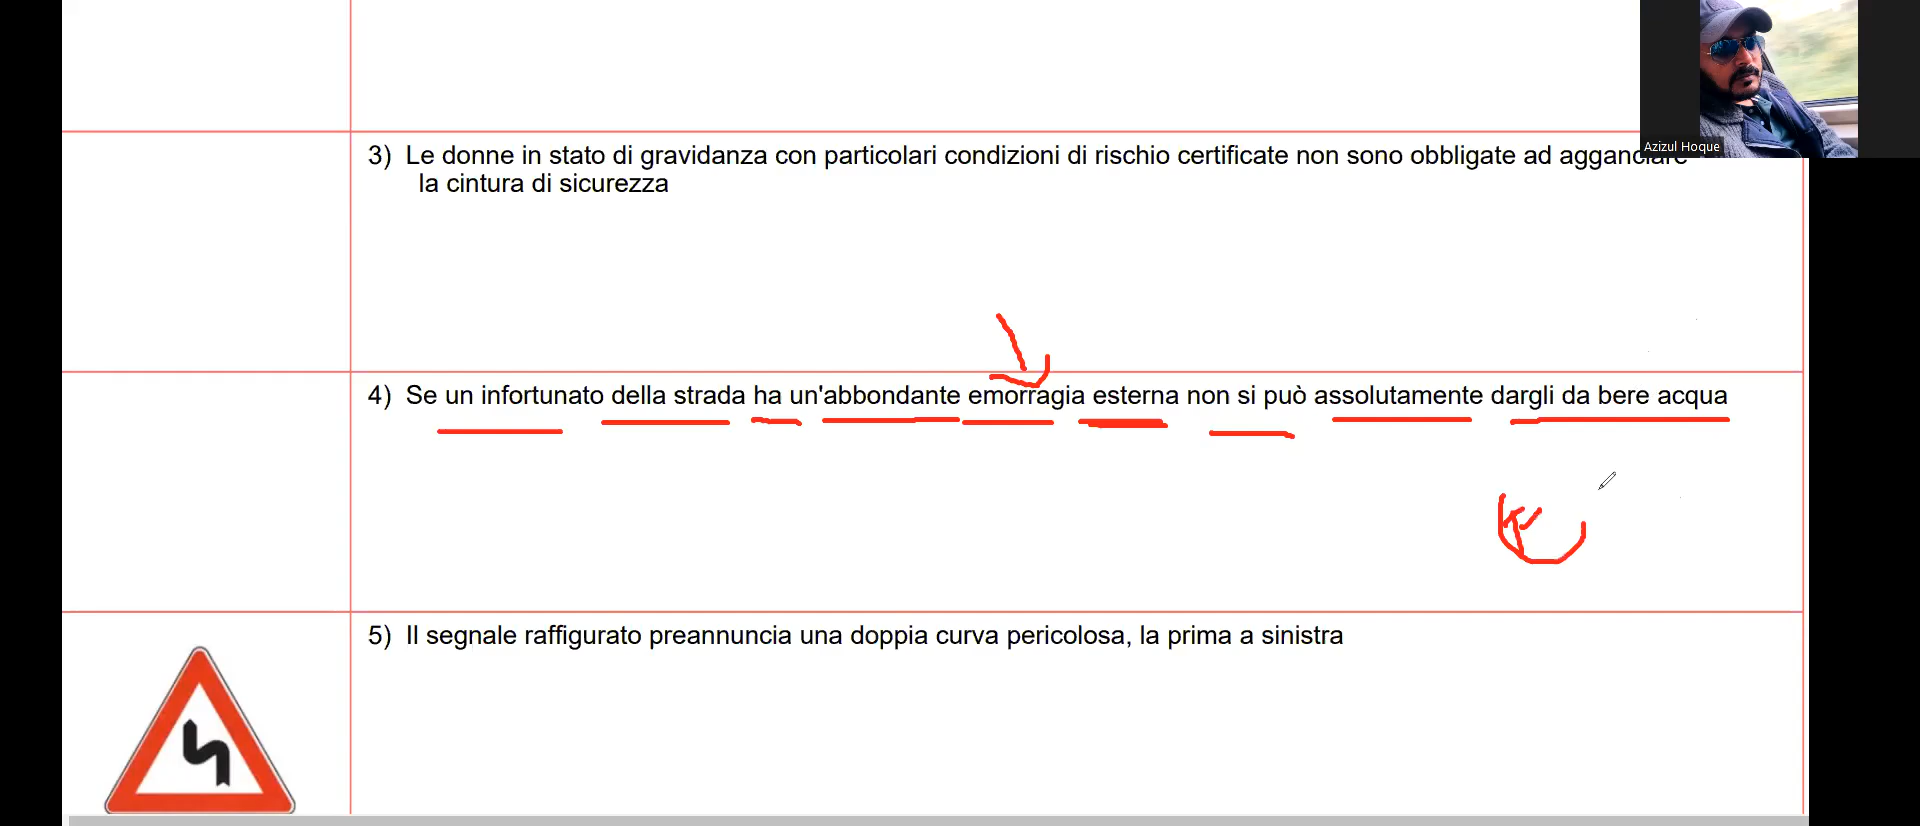 Azizul Hoque
3) Le donne in stato di gravidanza con particolari condizioni di rischio certificate non sono obbligate ad agganciare
la cintura di sicurezza
4) Se un infortunato della strada ha un'abbondante emorragia esterna non si può assolutamente dargli da bere acqua
5) Il segnale raffigurato preannuncia una doppia curva pericolosa, la prima a sinistra